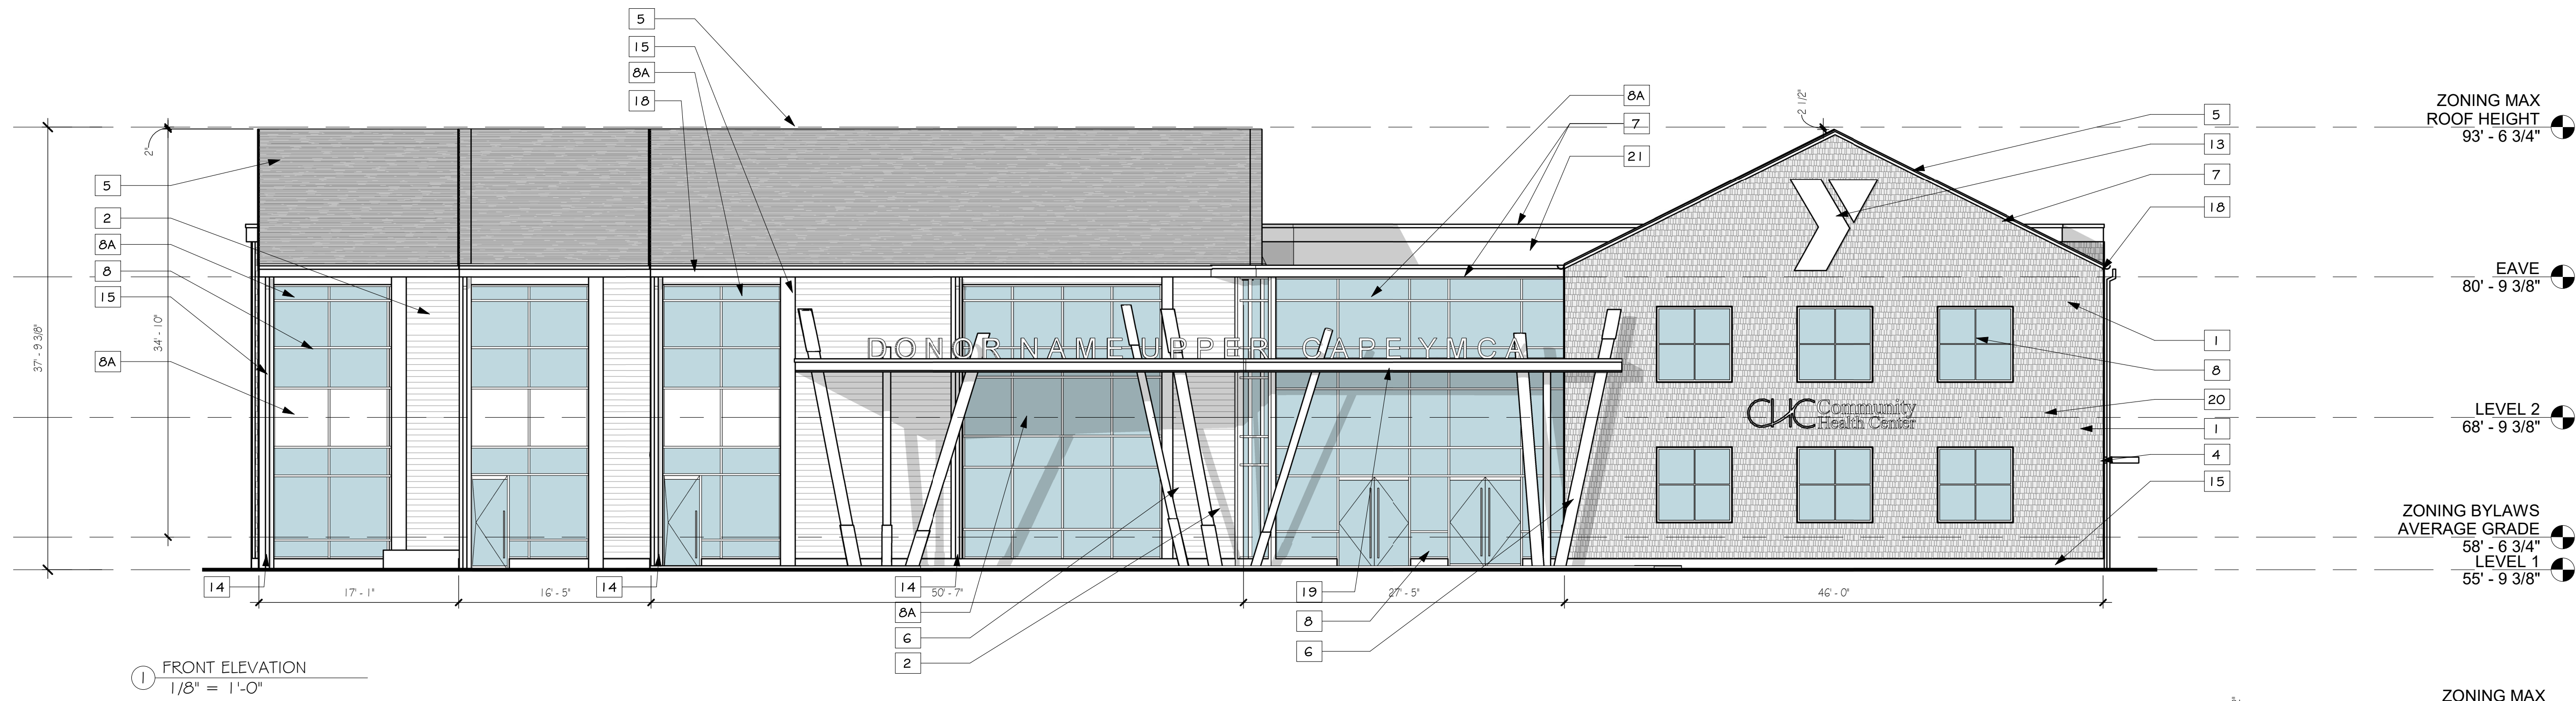 5
15
8A
18
8A
7
21
2"
2 1/2"
ZONING MAX
ROOF HEIGHT
93' - 6 3/4"
5
13
7
18
5
2
8A
8
15
8A
37' - 9 3/8"
34' - 10"
EAVE
80' - 9 3/8"
DONOR NAME UPPER CAPE YMCA
1
8
20
1
4
15
CHC Community
Health Center
LEVEL 2
68' - 9 3/8"
ZONING BYLAWS
AVERAGE GRADE
58' - 6 3/4"
LEVEL 1
55' - 9 3/8"
14
14
14
17' - 1"
16' - 5"
50' - 7"
27' - 5"
46' - 0"
8A
6
2
19
8
6
1
FRONT ELEVATION
1/8" = 1'-0"
ZONING MAX